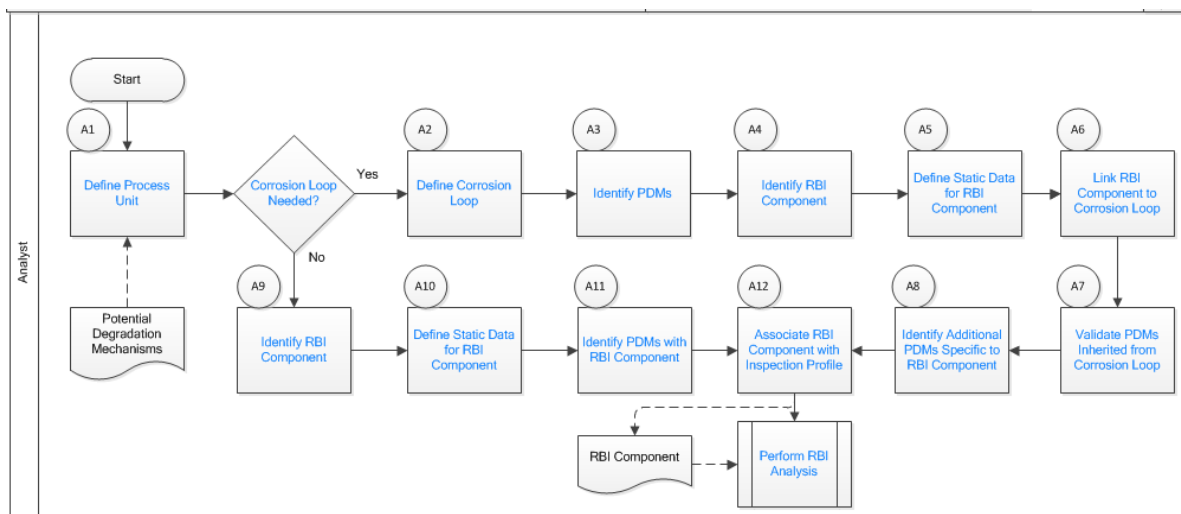 Analyst
Start
A1
Define Process
Unit
Potential
Degradation
Mechanisms
Corrosion Loop
Needed?
Yes
No
A2
Define Corrosion
Loop
A3
Identify PDMs
A4
Identify RBI
Component
A5
Define Static Data
for RBI
Component
A6
Link RBI
Component to
Corrosion Loop
A7
Validate PDMs
Inherited from
Corrosion Loop
A8
Identify Additional
PDMs Specific to
RBI Component
A9
Identify RBI
Component
A10
Define Static Data
for RBI
Component
A11
Identify PDMs with
RBI Component
A12
Associate RBI
Component with
Inspection Profile
RBI Component
Perform RBI
Analysis